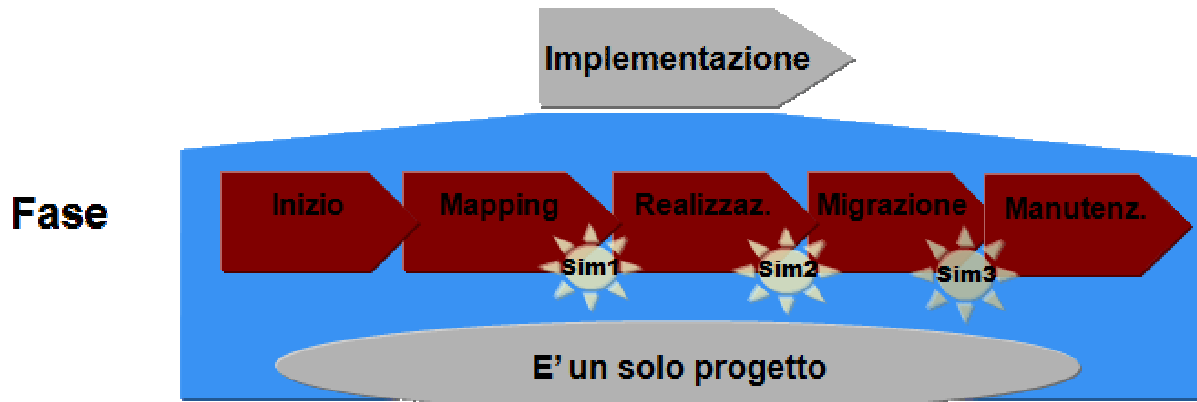 Implementazione
Fase
Inizio
Mapping
Realizzaz.
Migrazione
Manutenz.
Sim1
Sim2
Sim3
E' un solo progetto